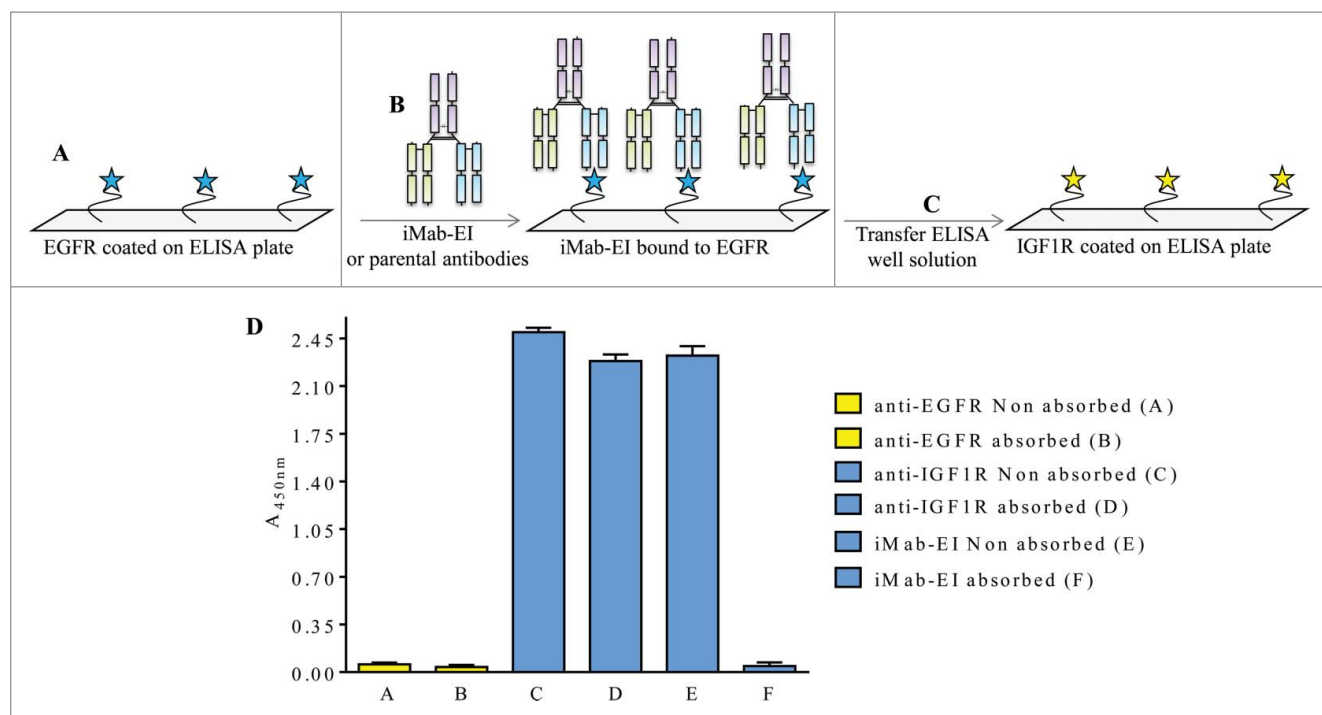 A
EGFR coated on ELISA plate
B
iMab-EI
or parental antibodies
iMab-EI bound to EGFR
C
Transfer ELISA
well solution
IGF1R coated on ELISA plate
D
A450nm
2.45
2.10
1.75
1.40
1.05
0.70
0.35
0.00
A B C D E F
anti-EGFR Non absorbed (A)
anti-EGFR absorbed (B)
anti-IGF1R Non absorbed (C)
anti-IGF1R absorbed (D)
iMab-EI Non absorbed (E)
iMab-EI absorbed (F)